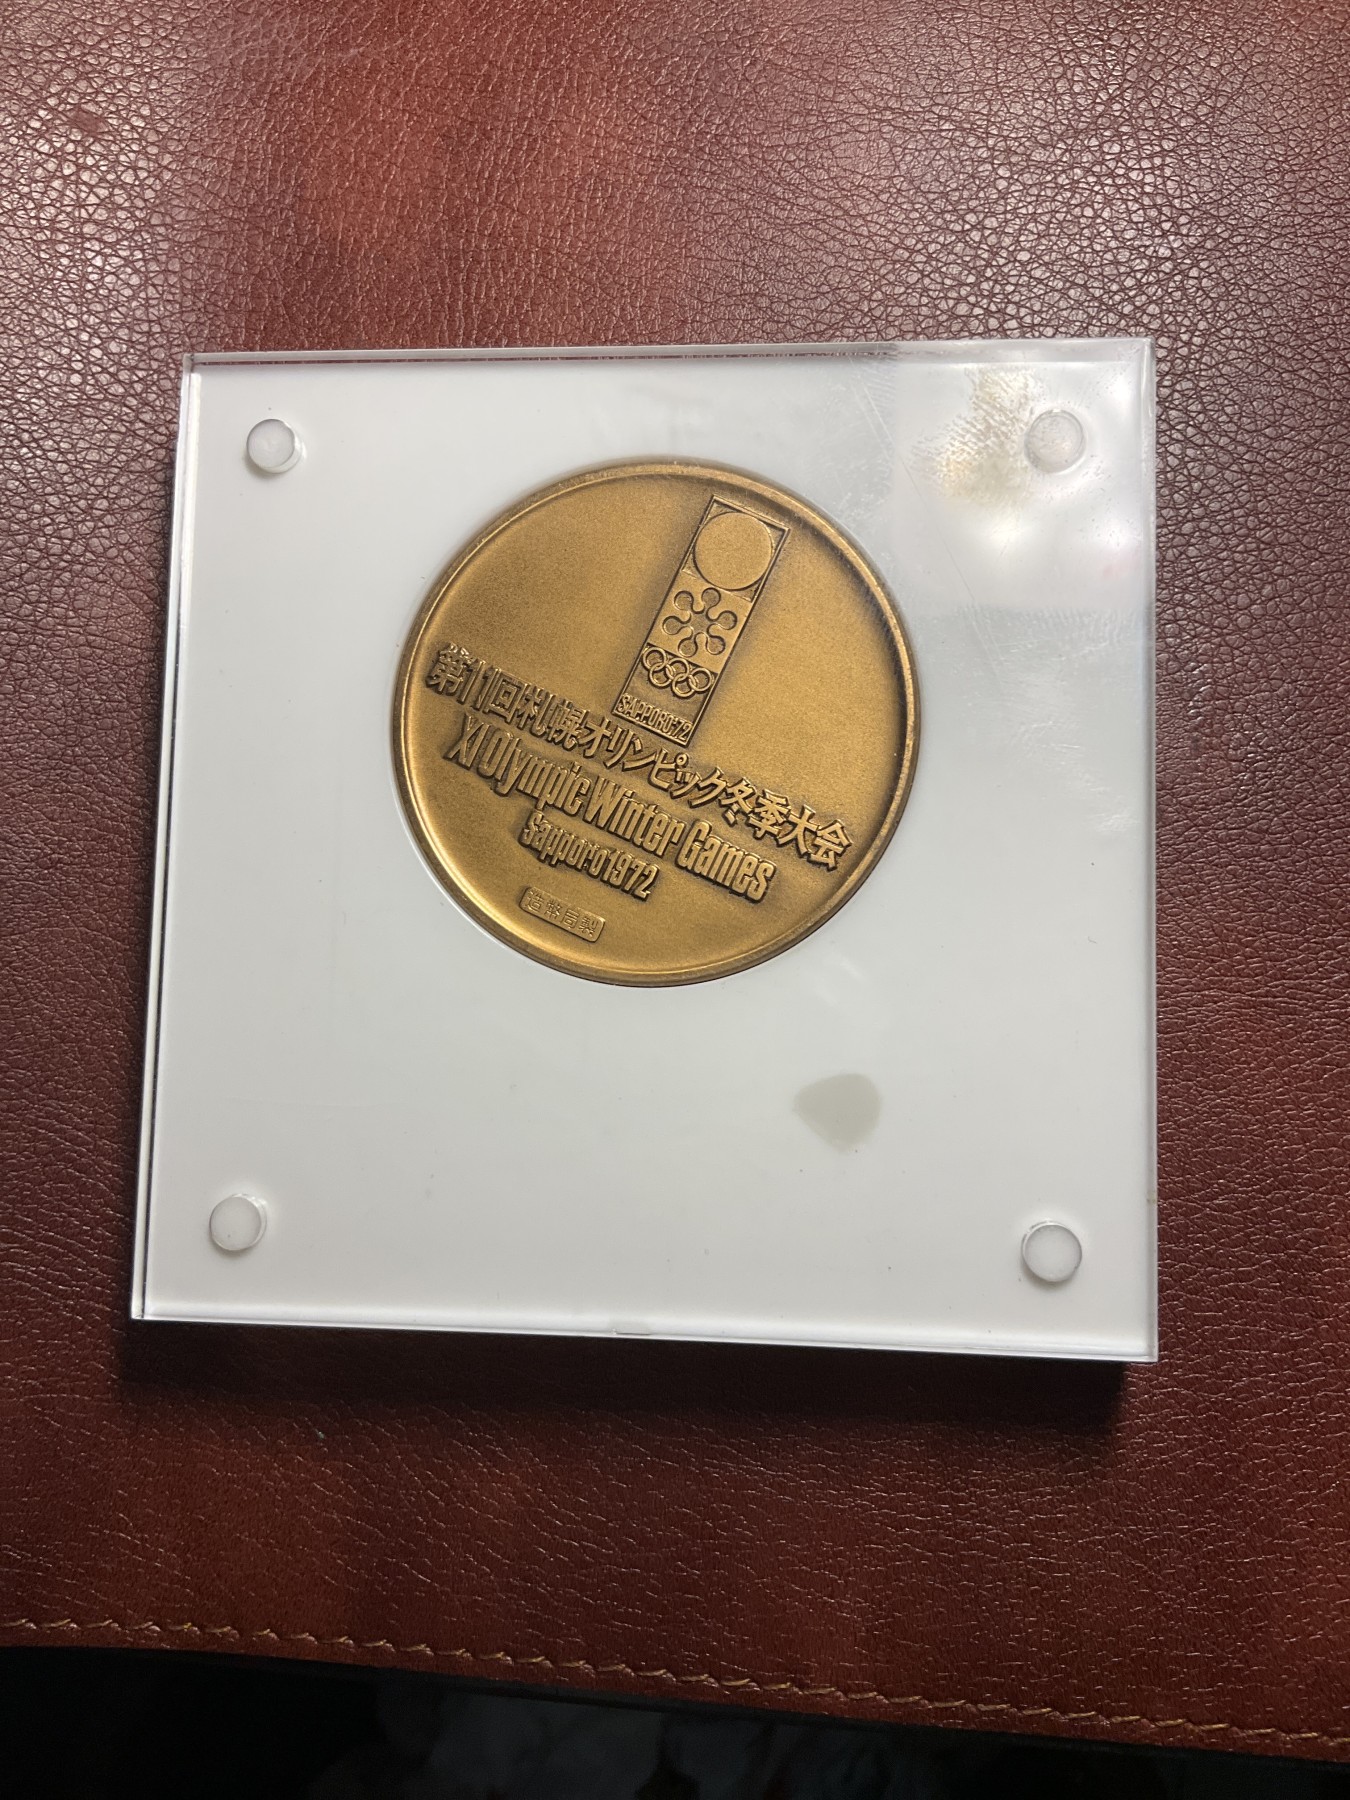 SAPPORO'72
第11回札幌オリンピック冬季大会
XI Olympic Winter Games
Sapporo 1972
造幣局製